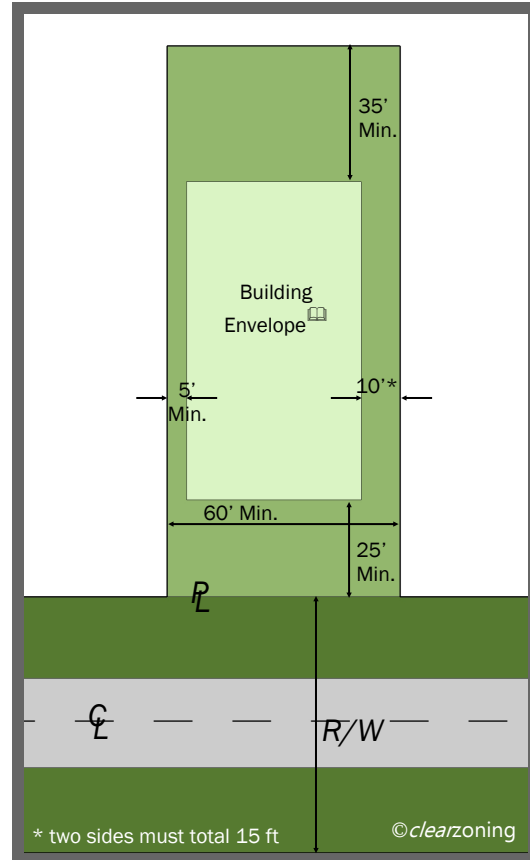 35'
Min.
Building
Envelope
5'
Min.
10'*
60' Min.
25'
Min.
PL
CL
R/W
* two sides must total 15 ft
©clearzoning